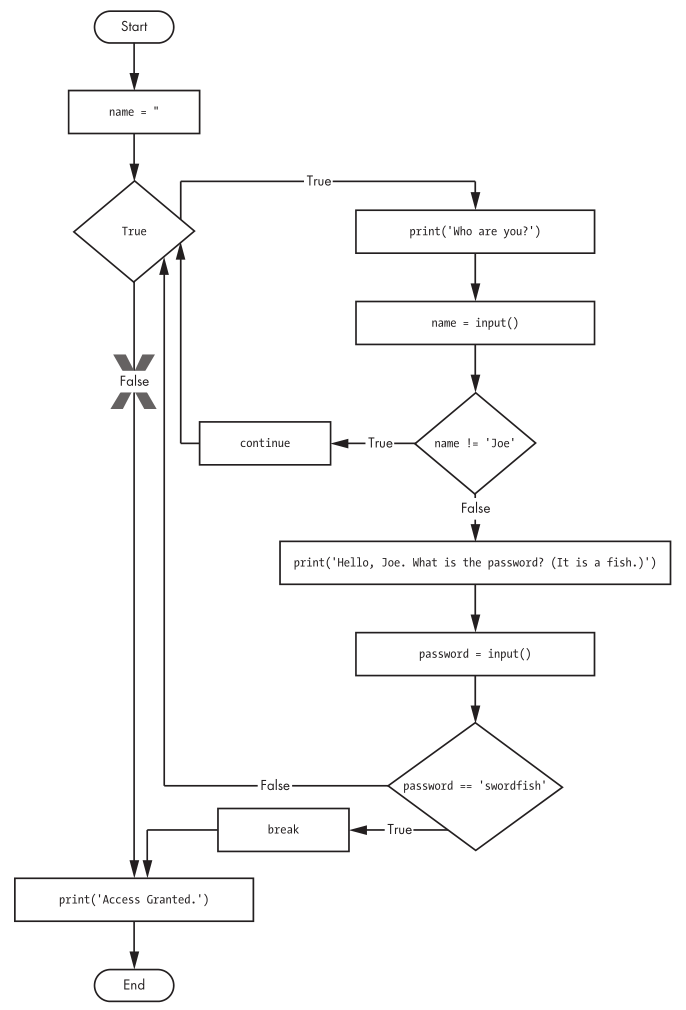 Start
name = ''
True
True
print('Who are you?')
name = input()
False
continue
True
name != 'Joe'
False
print('Hello, Joe. What is the password? (It is a fish.)')
password = input()
False
password == 'swordfish'
break
True
print('Access Granted.')
End